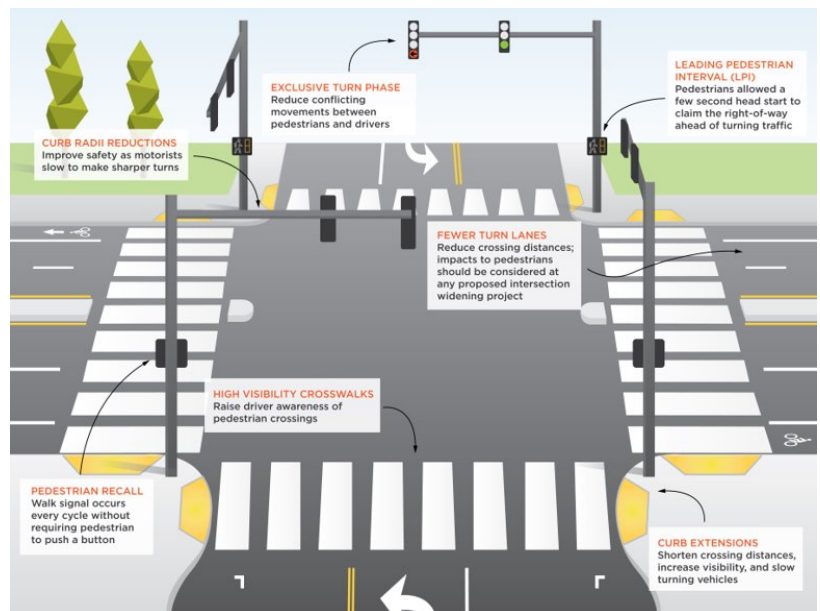 EXCLUSIVE TURN PHASE
Reduce conflicting
movements between
pedestrians and drivers
LEADING PEDESTRIAN
INTERVAL (LPI)
Pedestrians allowed a
few second head start to
claim the right-of-way
ahead of turning traffic
CURB RADII REDUCTIONS
Improve safety as motorists
slow to make sharper turns
FEWER TURN LANES
Reduce crossing distances;
impacts to pedestrians
should be considered at
any proposed intersection
widening project
HIGH VISIBILITY CROSSWALKS
Raise driver awareness of
pedestrian crossings
PEDESTRIAN RECALL
Walk signal occurs
every cycle without
requiring pedestrian
to push a button
CURB EXTENSIONS
Shorten crossing distances,
increase visibility, and slow
turning vehicles